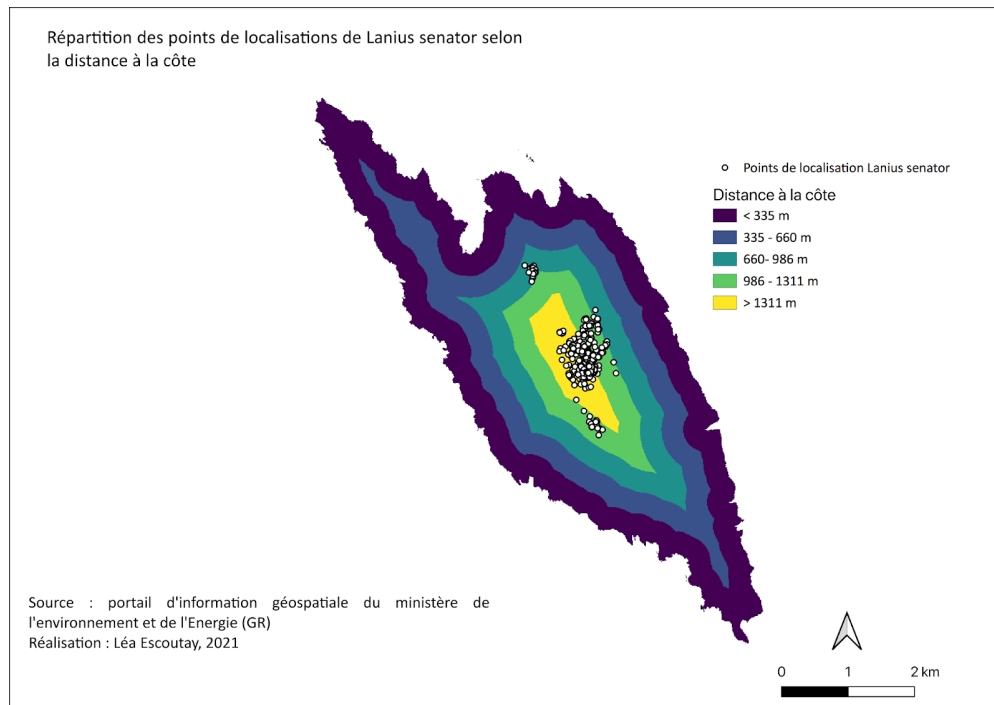 Répartition des points de localisations de Lanius senator selon
la distance à la côte
Points de localisation Lanius senator
Distance à la côte
< 335 m
335 - 660 m
660- 986 m
986 - 1311 m
> 1311 m
Source : portail d'information géospatiale du ministère de
l'environnement et de l'Energie (GR)
Réalisation : Léa Escoutay, 2021
0 1 2 km